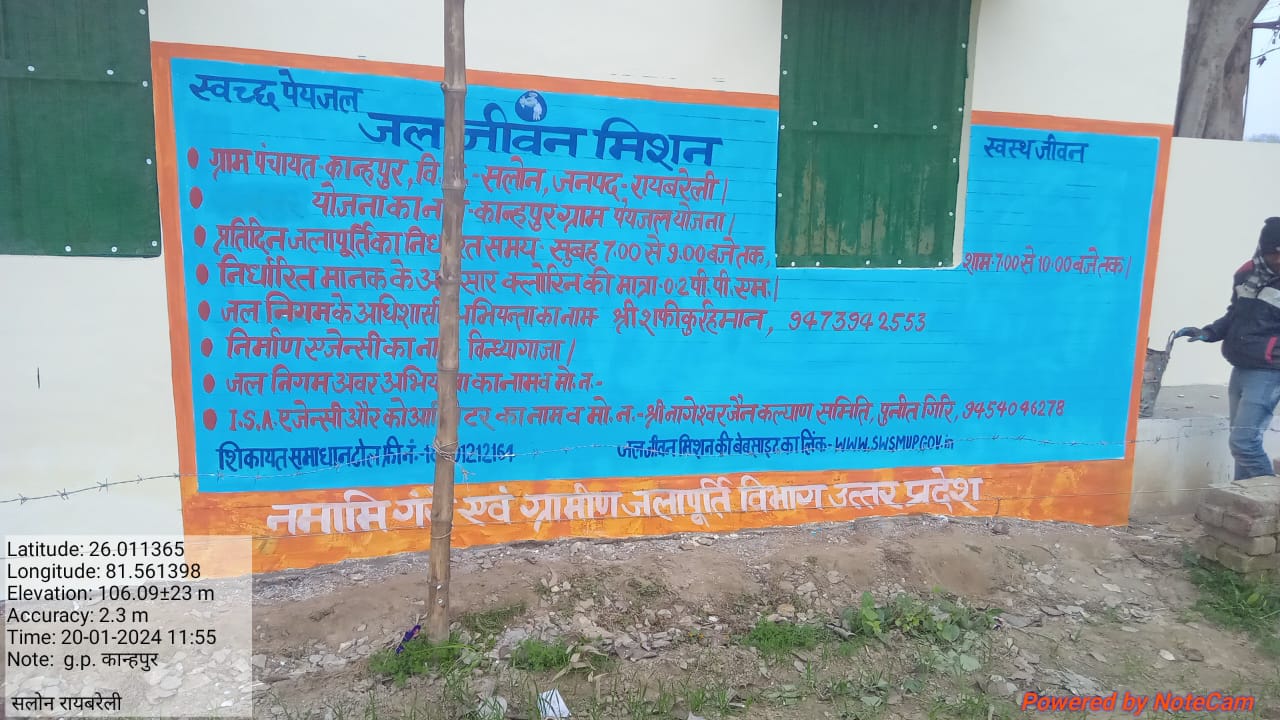 स्वच्छ पेयजल
जल जीवन मिशन
स्वस्थ जीवन
ग्राम पंचायत-कान्हपुर, वि. -सलोन, जनपद-रायबरेली।
योजना का -कान्हपुर ग्राम पेयजल योजना।
प्रतिदिन जलापूर्ति का समय- सुबह 7.00 से 9.00 बजे तक, शाम-7.00 से 10.00 बजे तक।
निर्धारित मानक के क्लोरिन की मात्रा-0.2 पी.पी.एम.।
जल निगम के अधिशासी का नाम- श्री शफीकुर्रहमान, 9473942553
निर्माण एजेन्सी का विन्ध्यागाजा।
जल निगम अवर का नाम व मो.न.-
I.S.A. एजेन्सी और का नाम व मो.न.-श्री नागेश्वर जैन कल्याण समिति, पुनीत गिरि, 9454046278
शिकायत समाधान टोल फ्री नं.-
जल जीवन मिशन की बेबसाइट का लिंक- WWW.SWSMUP.GOV.in
नमामि एवं ग्रामीण जलापूर्ति विभाग उत्तर प्रदेश
Latitude: 26.011365
Longitude: 81.561398
Elevation: 106.09±23 m
Accuracy: 2.3 m
Time: 20-01-2024 11:55
Note: g.p. कान्हपुर
सलोन रायबरेली
Powered by NoteCam